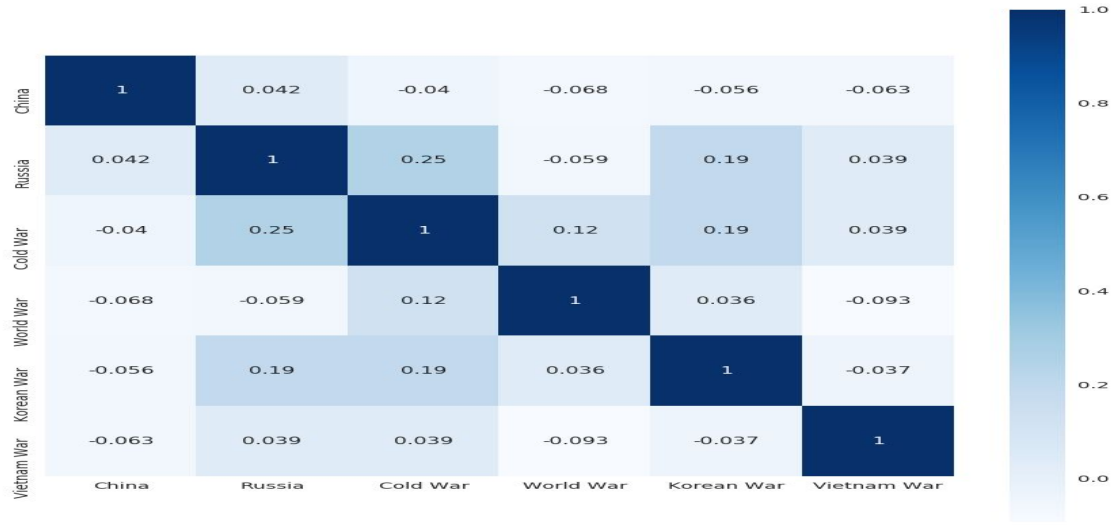 1.0
China 1 0.042 -0.04 -0.068 -0.056 -0.063
0.8
Russia 0.042 1 0.25 -0.059 0.19 0.039
0.6
Cold War -0.04 0.25 1 0.12 0.19 0.039
World War -0.068 -0.059 0.12 1 0.036 -0.093
0.4
Korean War -0.056 0.19 0.19 0.036 1 -0.037
0.2
Vietnam War -0.063 0.039 0.039 -0.093 -0.037 1
0.0
China Russia Cold War World War Korean War Vietnam War